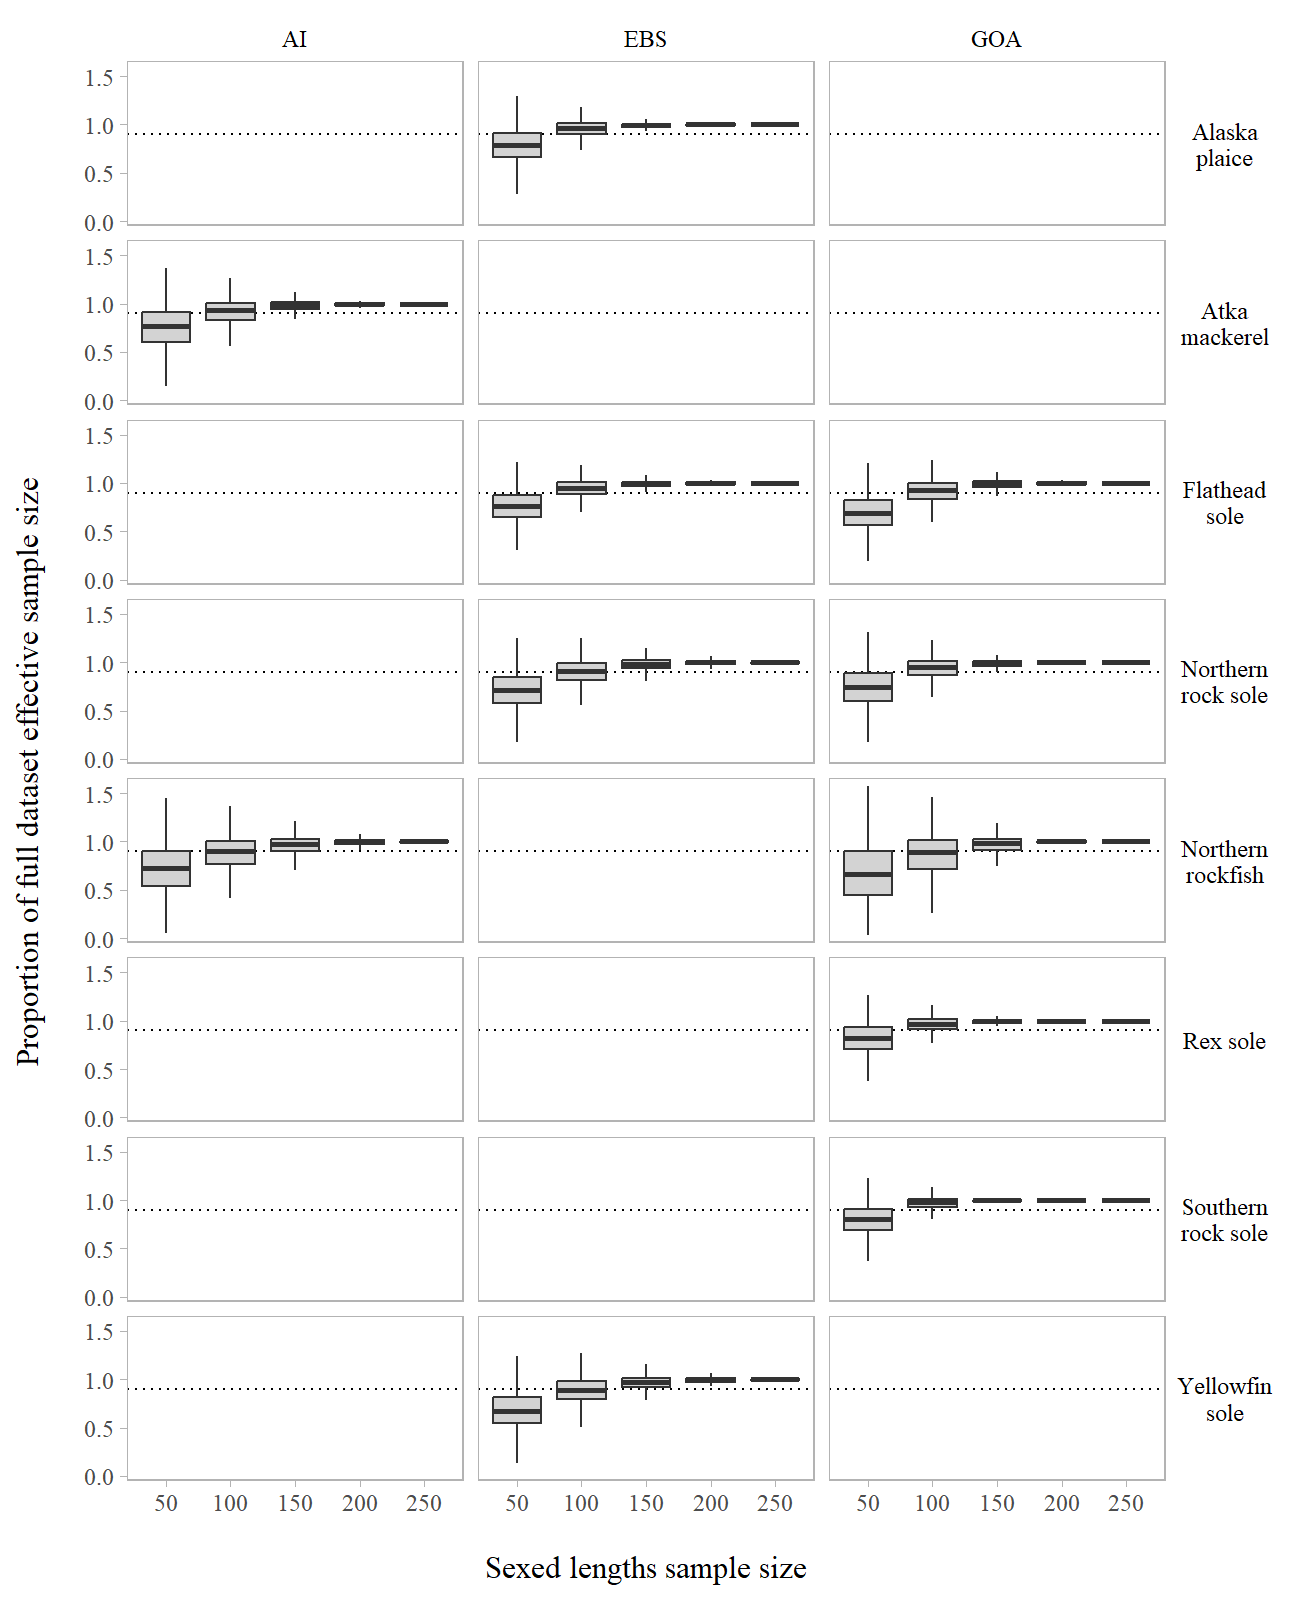 AI EBS GOA
1.5
1.0
0.5
0.0
Alaska
plaice
1.5
1.0
0.5
0.0
Atka
mackerel
1.5
1.0
0.5
0.0
Flathead
sole
1.5
1.0
0.5
0.0
Northern
rock sole
1.5
1.0
0.5
0.0
Northern
rockfish
1.5
1.0
0.5
0.0
Rex sole
1.5
1.0
0.5
0.0
Southern
rock sole
1.5
1.0
0.5
0.0
Yellowfin
sole
50 100 150 200 250 50 100 150 200 250 50 100 150 200 250
Sexed lengths sample size
Proportion of full dataset effective sample size